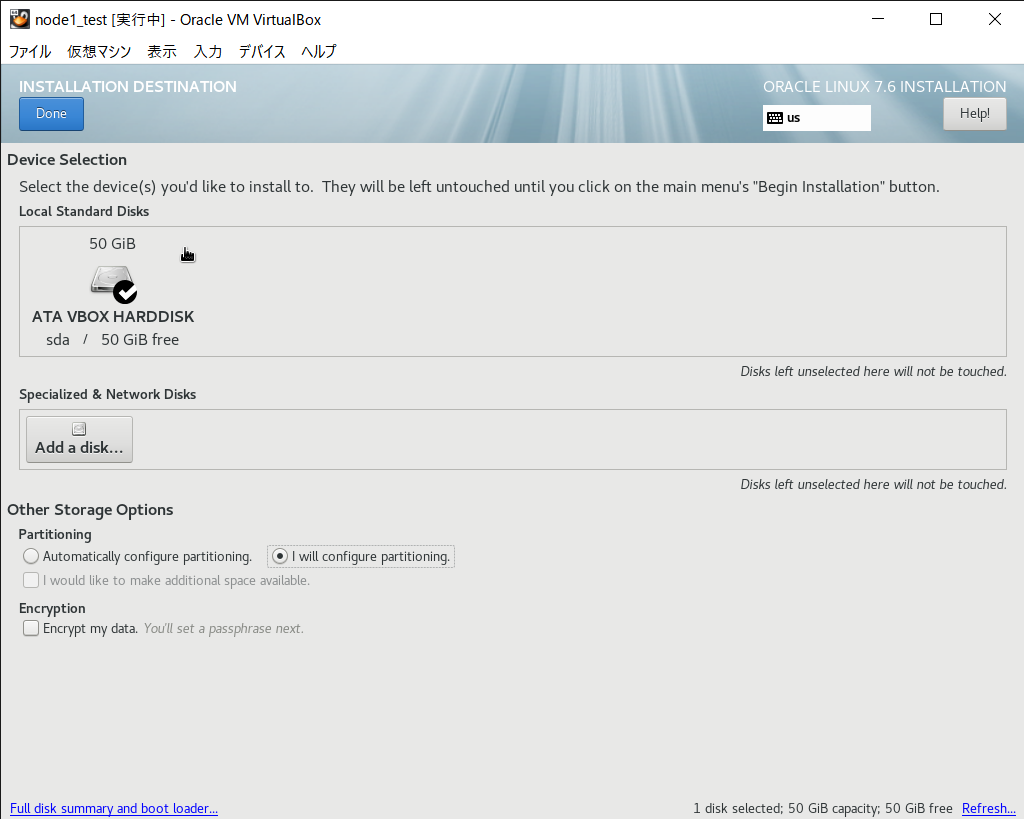 node1_test [実行中] - Oracle VM VirtualBox
ファイル 仮想マシン 表示 入力 デバイス ヘルプ
INSTALLATION DESTINATION
ORACLE LINUX 7.6 INSTALLATION
Done
us
Help!
Device Selection
Select the device(s) you'd like to install to.  They will be left untouched until you click on the main menu's "Begin Installation" button.
Local Standard Disks
50 GiB
ATA VBOX HARDDISK
sda / 50 GiB free
Disks left unselected here will not be touched.
Specialized & Network Disks
Add a disk...
Disks left unselected here will not be touched.
Other Storage Options
Partitioning
Automatically configure partitioning. I will configure partitioning.
I would like to make additional space available.
Encryption
Encrypt my data. You'll set a passphrase next.
Full disk summary and boot loader... 1 disk selected; 50 GiB capacity; 50 GiB free Refresh...